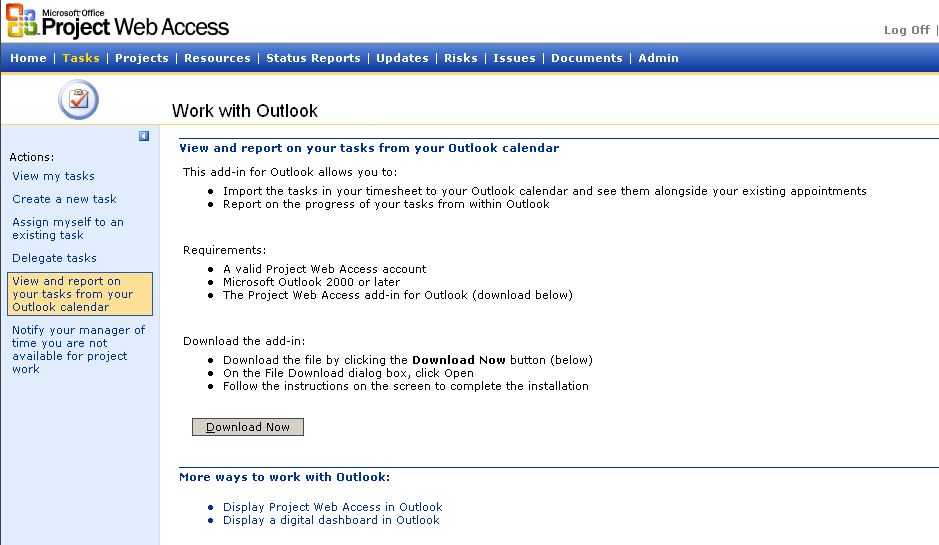 Microsoft Office
Project Web Access
Log Off |
Home | Tasks | Projects | Resources | Status Reports | Updates | Risks | Issues | Documents | Admin
Work with Outlook
Actions:
View my tasks
Create a new task
Assign myself to an
existing task
Delegate tasks
View and report on
your tasks from your
Outlook calendar
Notify your manager of
time you are not
available for project
work
View and report on your tasks from your Outlook calendar
This add-in for Outlook allows you to:
• Import the tasks in your timesheet to your Outlook calendar and see them alongside your existing appointments
• Report on the progress of your tasks from within Outlook
Requirements:
• A valid Project Web Access account
• Microsoft Outlook 2000 or later
• The Project Web Access add-in for Outlook (download below)
Download the add-in:
• Download the file by clicking the Download Now button (below)
• On the File Download dialog box, click Open
• Follow the instructions on the screen to complete the installation
Download Now
More ways to work with Outlook:
• Display Project Web Access in Outlook
• Display a digital dashboard in Outlook